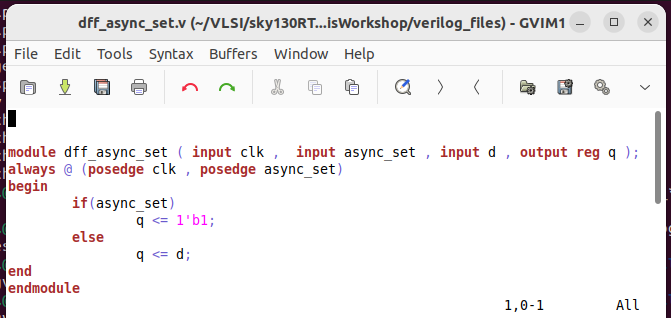 dff_async_set.v (~/VLSI/sky130RT...isWorkshop/verilog_files) - GVIM1
File Edit Tools Syntax Buffers Window Help
module dff_async_set ( input clk , input async_set , input d , output reg q );
always @ (posedge clk , posedge async_set)
begin
if(async_set)
q <= 1'b1;
else
q <= d;
end
endmodule
1,0-1 All